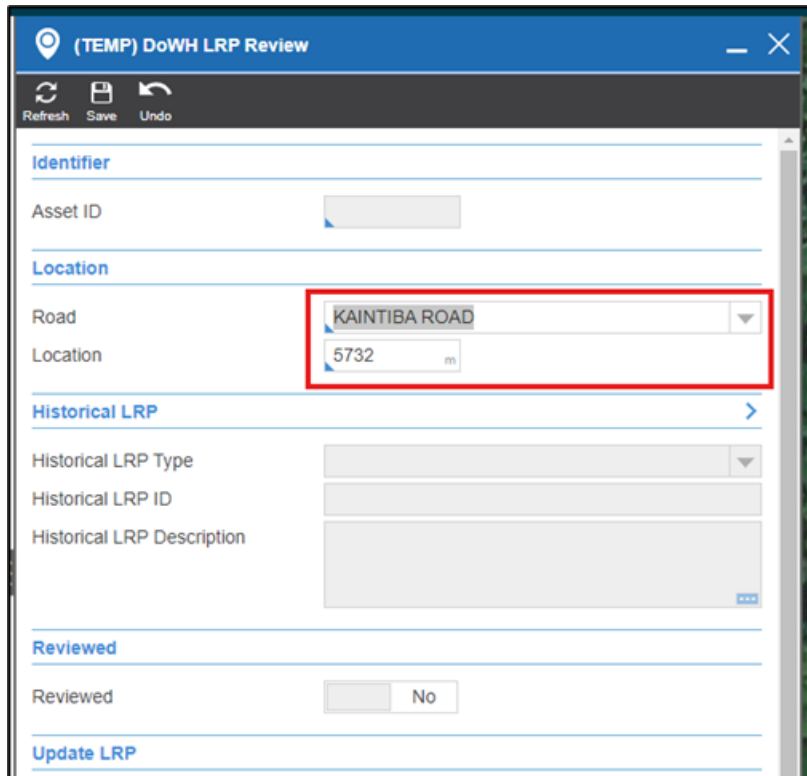 (TEMP) DoWH LRP Review
Refresh Save Undo
Identifier
Asset ID
Location
Road KAINTIBA ROAD
Location 5732 m
Historical LRP
Historical LRP Type
Historical LRP ID
Historical LRP Description
Reviewed
Reviewed No
Update LRP